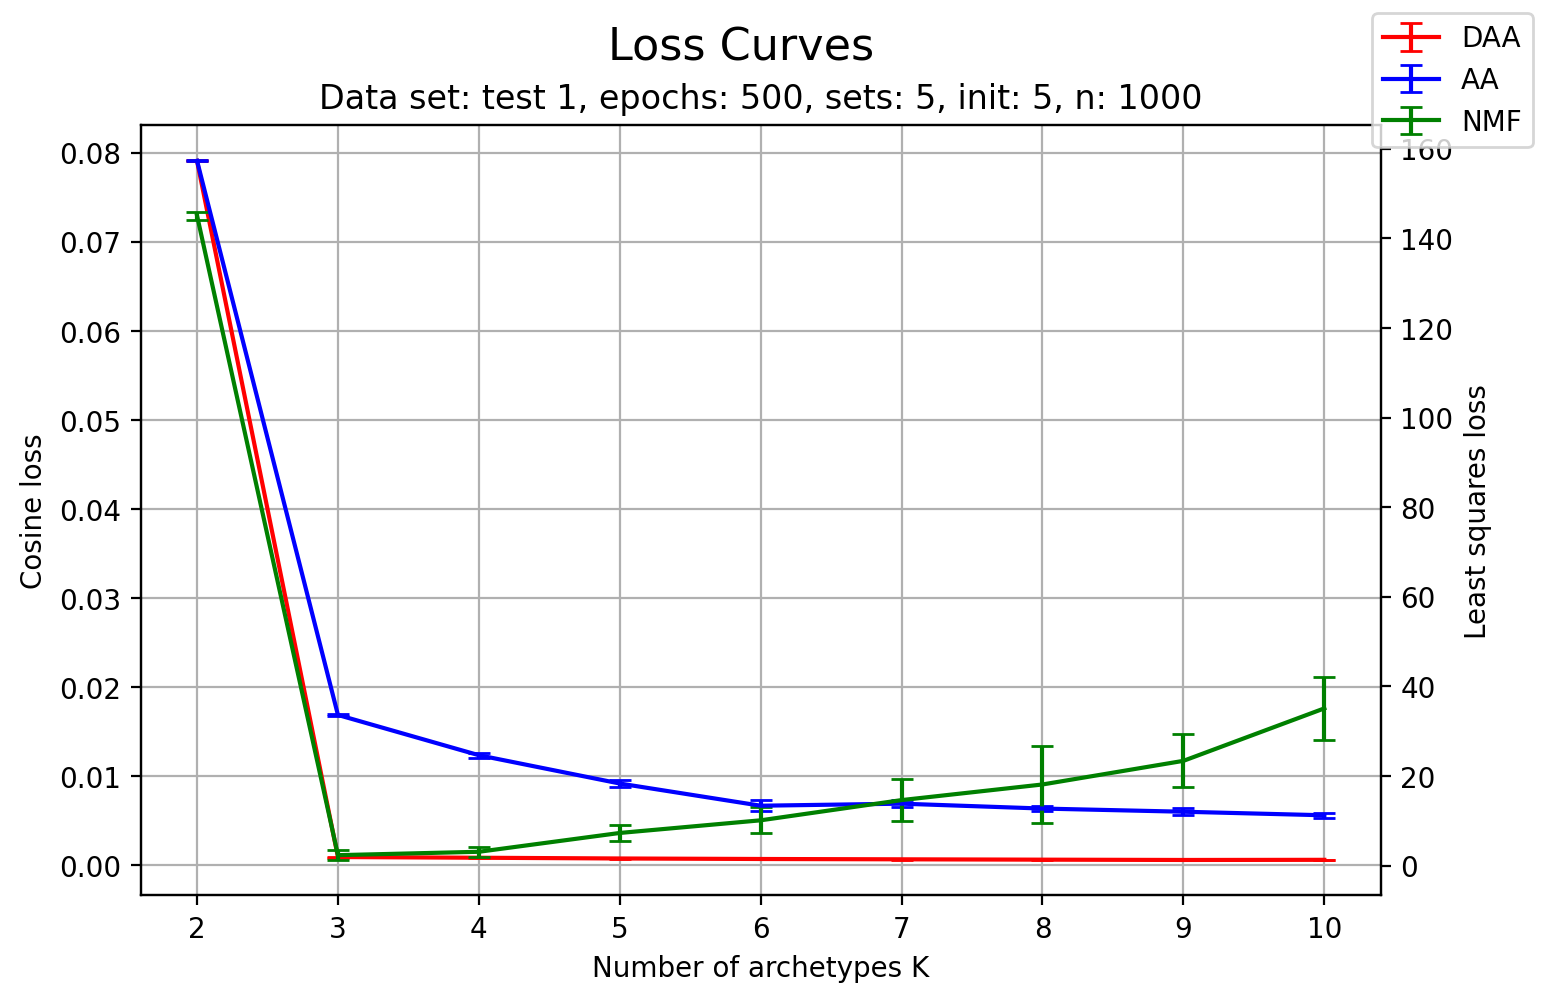 Loss Curves
Data set: test 1, epochs: 500, sets: 5, init: 5, n: 1000
DAA
AA
NMF
0.08
0.07
0.06
0.05
0.04
0.03
0.02
0.01
0.00
Cosine loss
160
140
120
100
80
60
40
20
0
Least squares loss
2 3 4 5 6 7 8 9 10
Number of archetypes K